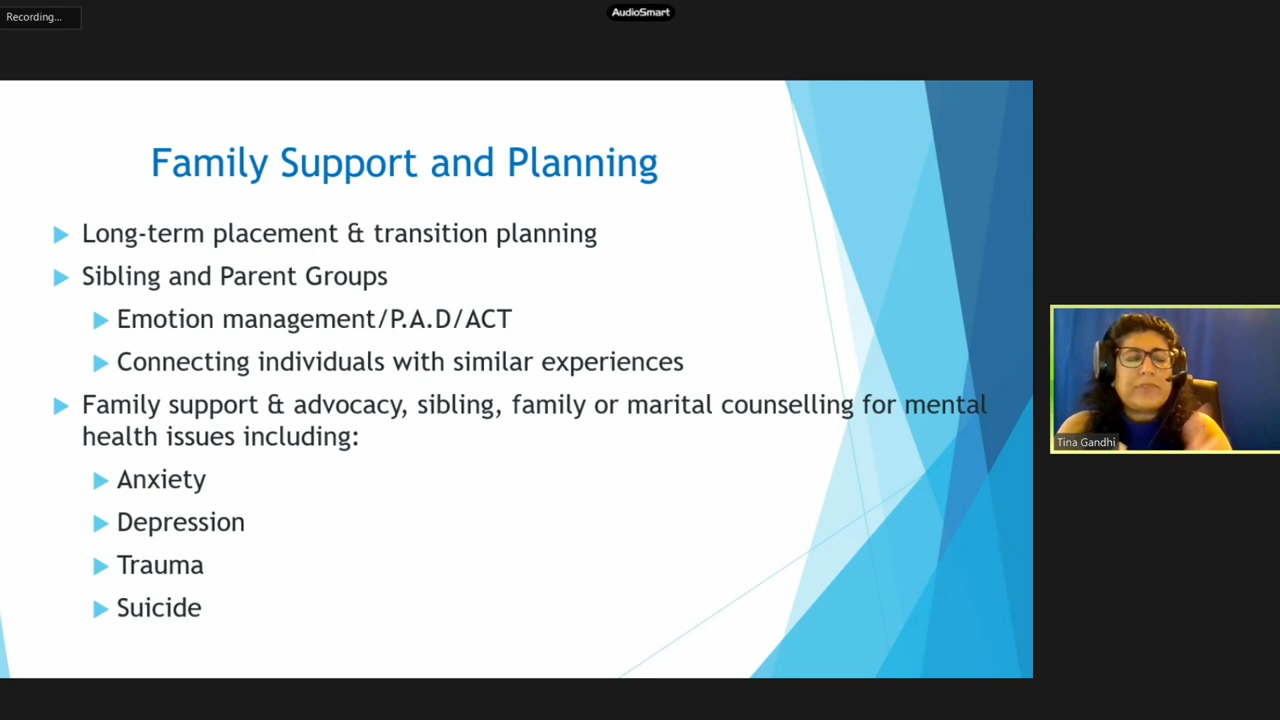 Recording...
AudioSmart
Family Support and Planning
Long-term placement & transition planning
Sibling and Parent Groups
Emotion management/P.A.D/ACT
Connecting individuals with similar experiences
Family support & advocacy, sibling, family or marital counselling for mental
health issues including:
Anxiety
Depression
Trauma
Suicide
Tina Gandhi